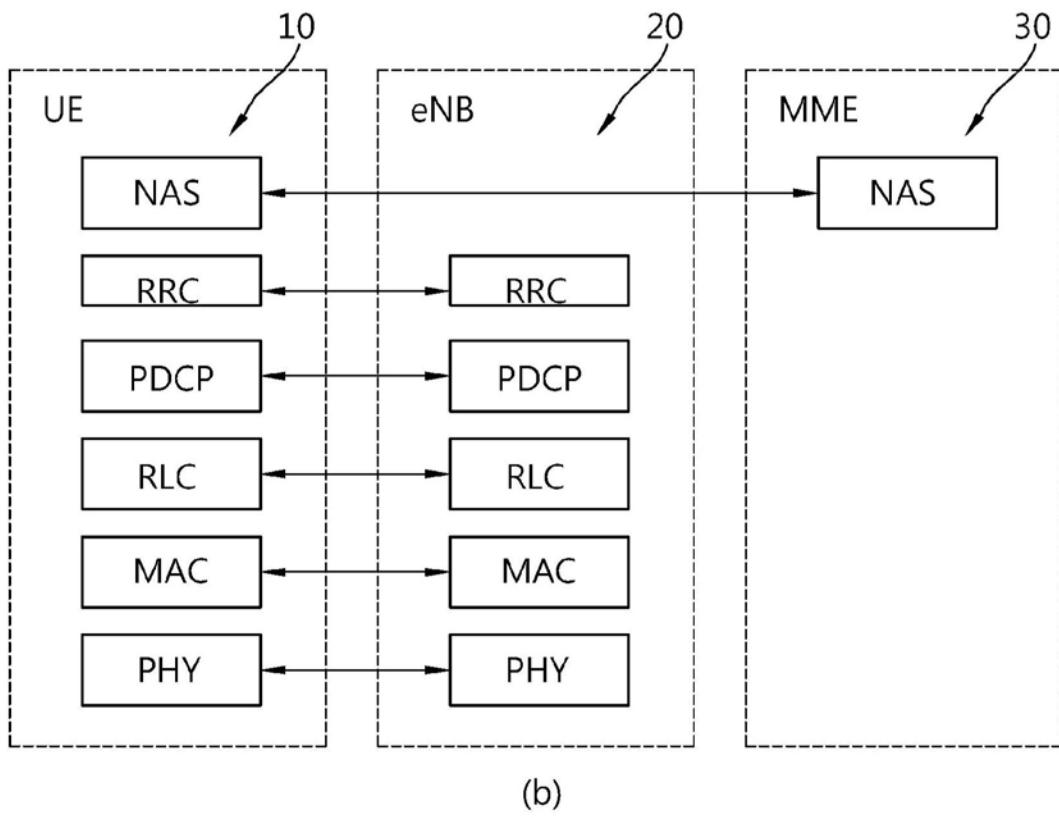 10 20 30
UE eNB MME
NAS NAS
RRC RRC
PDCP PDCP
RLC RLC
MAC MAC
PHY PHY
(b)